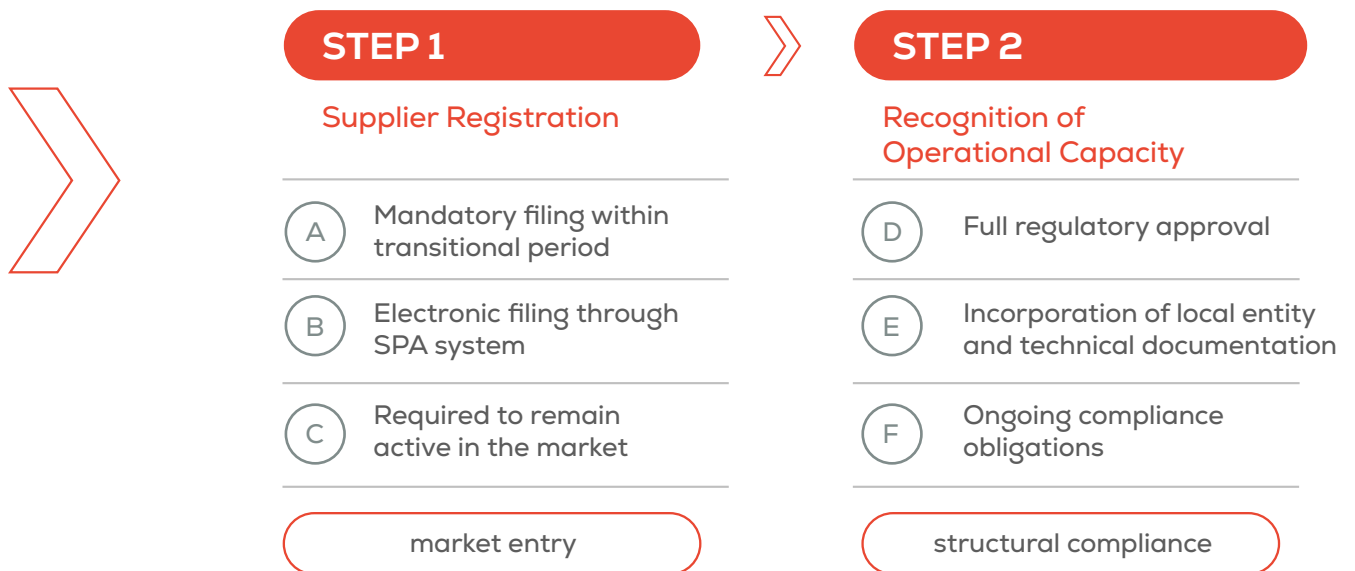 STEP 1
Supplier Registration
A
Mandatory filing within
transitional period
B
Electronic filing through
SPA system
C
Required to remain
active in the market
market entry
STEP 2
Recognition of
Operational Capacity
D
Full regulatory approval
E
Incorporation of local entity
and technical documentation
F
Ongoing compliance
obligations
structural compliance